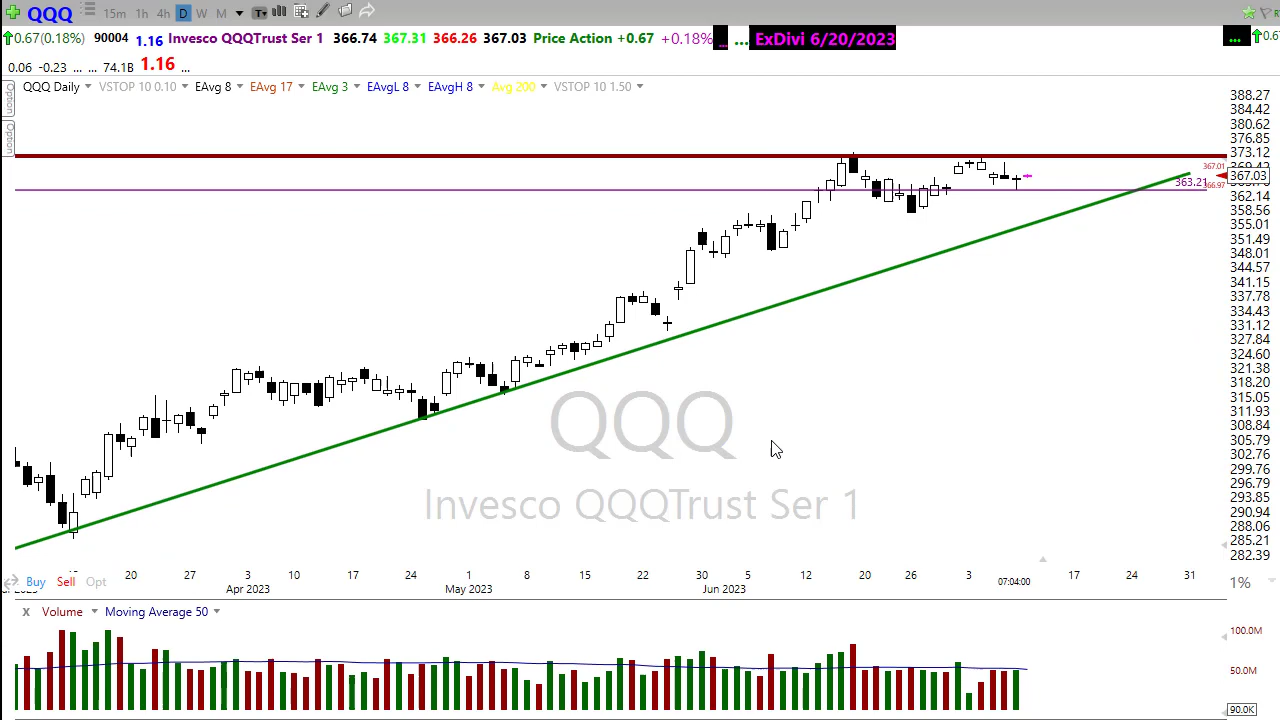 QQQ 15m 1h 4h D W M T
0.67(0.18%) 90004 1.16 Invesco QQQTrust Ser 1 366.74 367.31 366.26 367.03 Price Action +0.67 +0.18% ... ... ExDivi 6/20/2023 ... 0.6
0.06 -0.23 ... ... 74.1B 1.16 ...
QQQ Daily VSTOP 10 0.10 EAvg 8 EAvg 17 EAvg 3 EAvgL 8 EAvgH 8 Avg 200 VSTOP 10 1.50
Option
Option
388.27
384.42
380.62
376.85
373.12
367.01
367.03
363.21
366.97
362.14
358.56
355.01
351.49
348.01
344.57
341.15
337.78
334.43
331.12
327.84
324.60
321.38
318.20
315.05
311.93
308.84
305.79
302.76
299.76
296.79
293.85
290.94
288.06
285.21
282.39
QQQ
Invesco QQQTrust Ser 1
Buy Sell Opt
20 27 3 10 17 24 1 8 15 22 30 5 12 20 26 3 07:04:00 17 24 31 1%
Apr 2023 May 2023 Jun 2023
X Volume Moving Average 50
100.0M
50.0M
90.0K